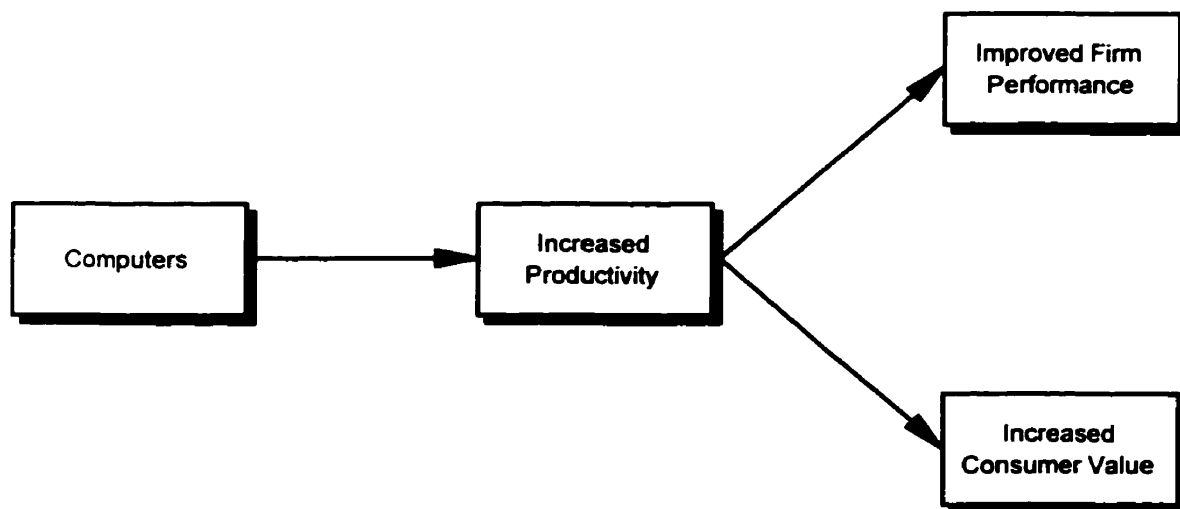 Improved Firm
Performance
Computers
Increased
Productivity
Increased
Consumer Value